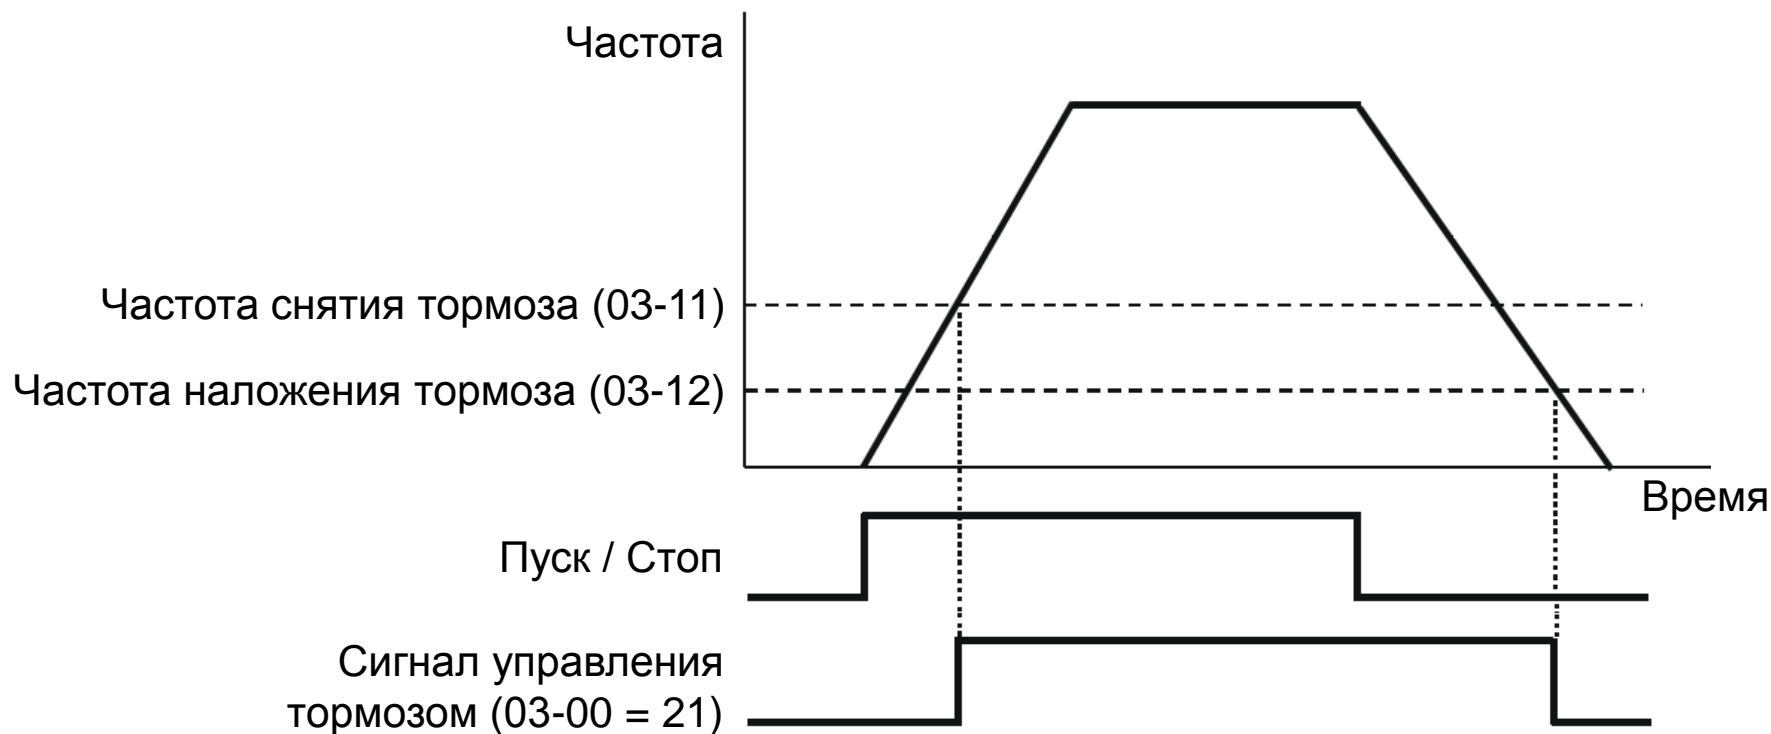 Частота
Частота снятия тормоза (03-11)
Частота наложения тормоза (03-12)
Время
Пуск / Стоп
Сигнал управления
тормозом (03-00 = 21)